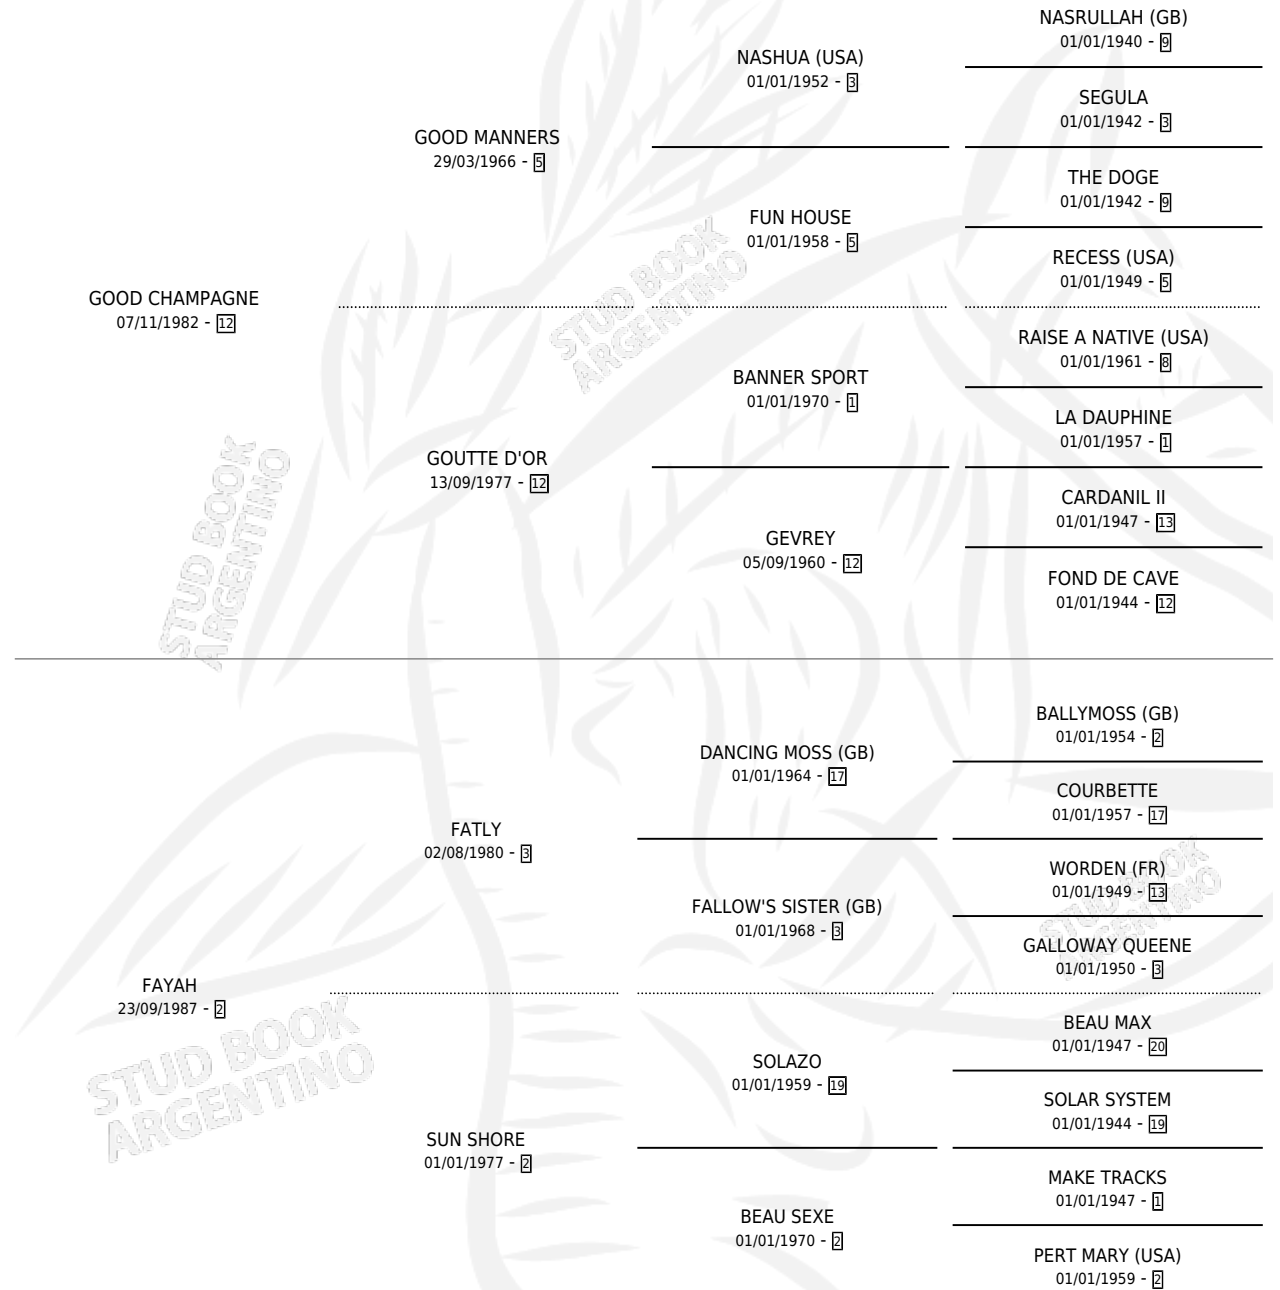 NASRULLAH (GB)
01/01/1940 - 9
NASHUA (USA)
01/01/1952 - 3
SEGULA
01/01/1942 - 3
GOOD MANNERS
29/03/1966 - 5
THE DOGE
01/01/1942 - 9
FUN HOUSE
01/01/1958 - 5
RECESS (USA)
01/01/1949 - 5
GOOD CHAMPAGNE
07/11/1982 - 12
STUD BOOK
ARGENTINO
RAISE A NATIVE (USA)
01/01/1961 - 8
BANNER SPORT
01/01/1970 - 1
LA DAUPHINE
01/01/1957 - 1
GOUTTE D'OR
13/09/1977 - 12
CARDANIL II
01/01/1947 - 13
GEVREY
05/09/1960 - 12
FOND DE CAVE
01/01/1944 - 12
STUD BOOK
ARGENTINO
BALLYMOSS (GB)
01/01/1954 - 2
DANCING MOSS (GB)
01/01/1964 - 17
COURBETTE
01/01/1957 - 17
FATLY
02/08/1980 - 3
WORDEN (FR)
01/01/1949 - 13
FALLOW'S SISTER (GB)
01/01/1968 - 3
GALLOWAY QUEENE
01/01/1950 - 3
STUD BOOK
ARGENTINO
FAYAH
23/09/1987 - 2
BEAU MAX
01/01/1947 - 20
SOLAZO
01/01/1959 - 19
SOLAR SYSTEM
01/01/1944 - 19
STUD BOOK
ARGENTINO
SUN SHORE
01/01/1977 - 2
MAKE TRACKS
01/01/1947 - 1
BEAU SEXE
01/01/1970 - 2
PERT MARY (USA)
01/01/1959 - 2